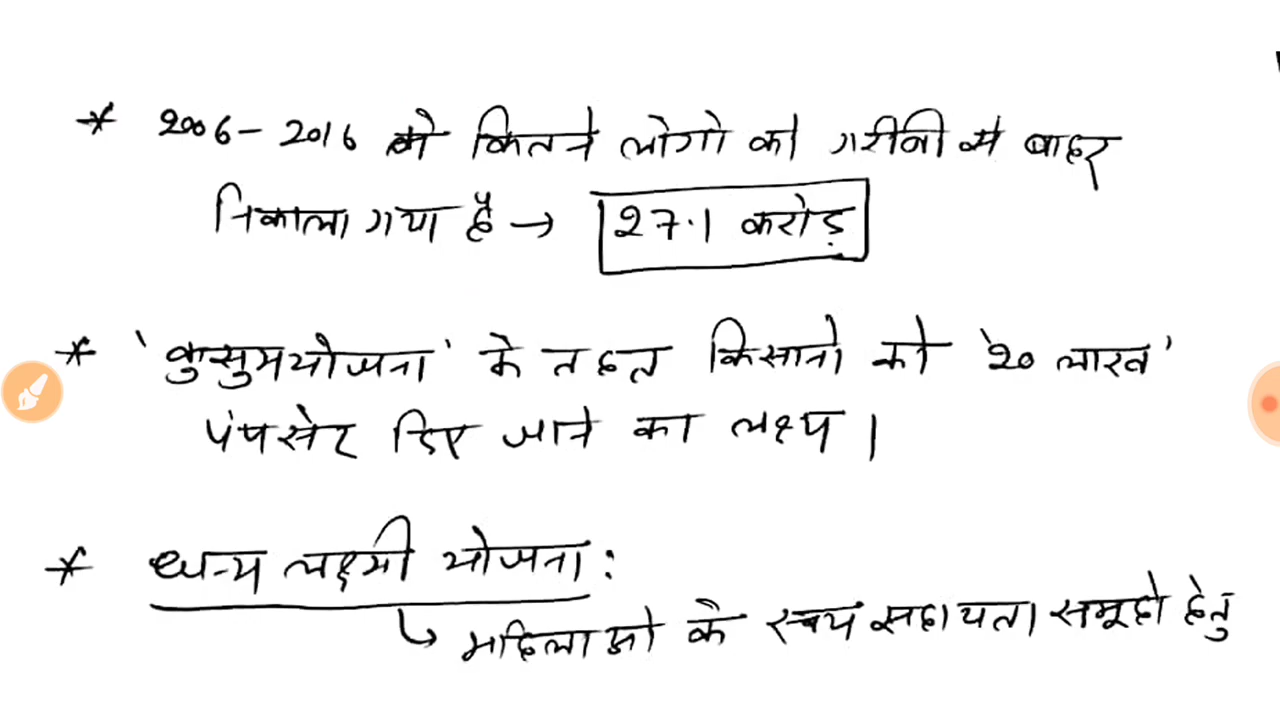 * 2006-2016 में कितने लोगो को गरीबी से बाहर
निकाला गया है → 27.1 करोड़
* 'कुसुमयोजना' के तहत किसानो को '20 लाख'
पंपसेट दिए जाने का लक्ष्य।
* धान्य लक्ष्मी योजना:
↳ महिलाओ के स्वय सहायता समूहो हेतु